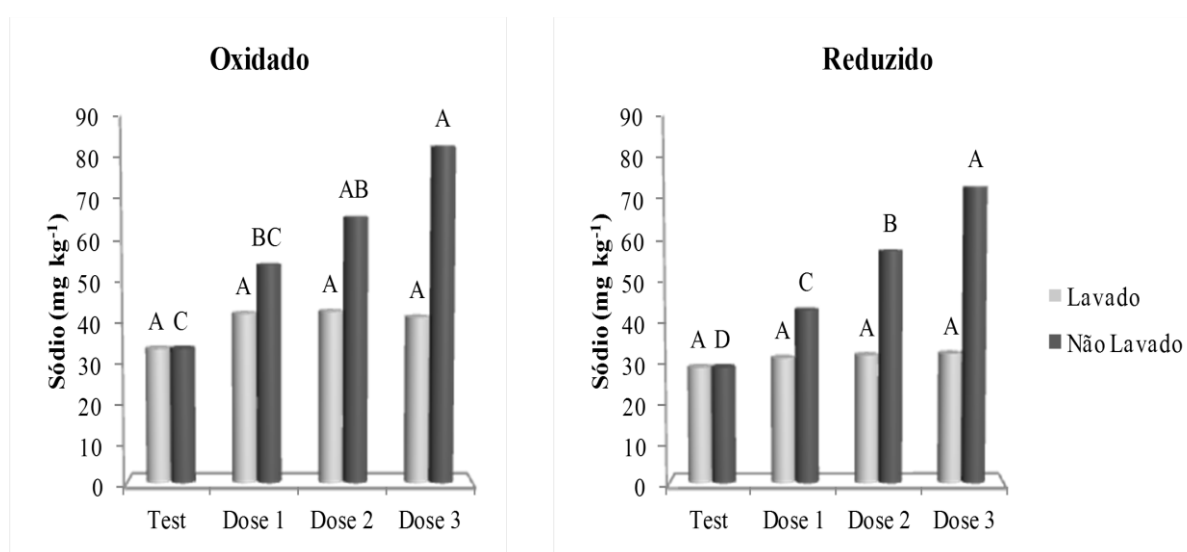 Oxidado
Sódio (mg kg⁻¹)
90
80
70
60
50
40
30
20
10
0
A C
A BC
A AB
A A
Test Dose 1 Dose 2 Dose 3
Reduzido
Sódio (mg kg⁻¹)
90
80
70
60
50
40
30
20
10
0
A D
A C
A B
A A
Test Dose 1 Dose 2 Dose 3
Lavado
Não Lavado